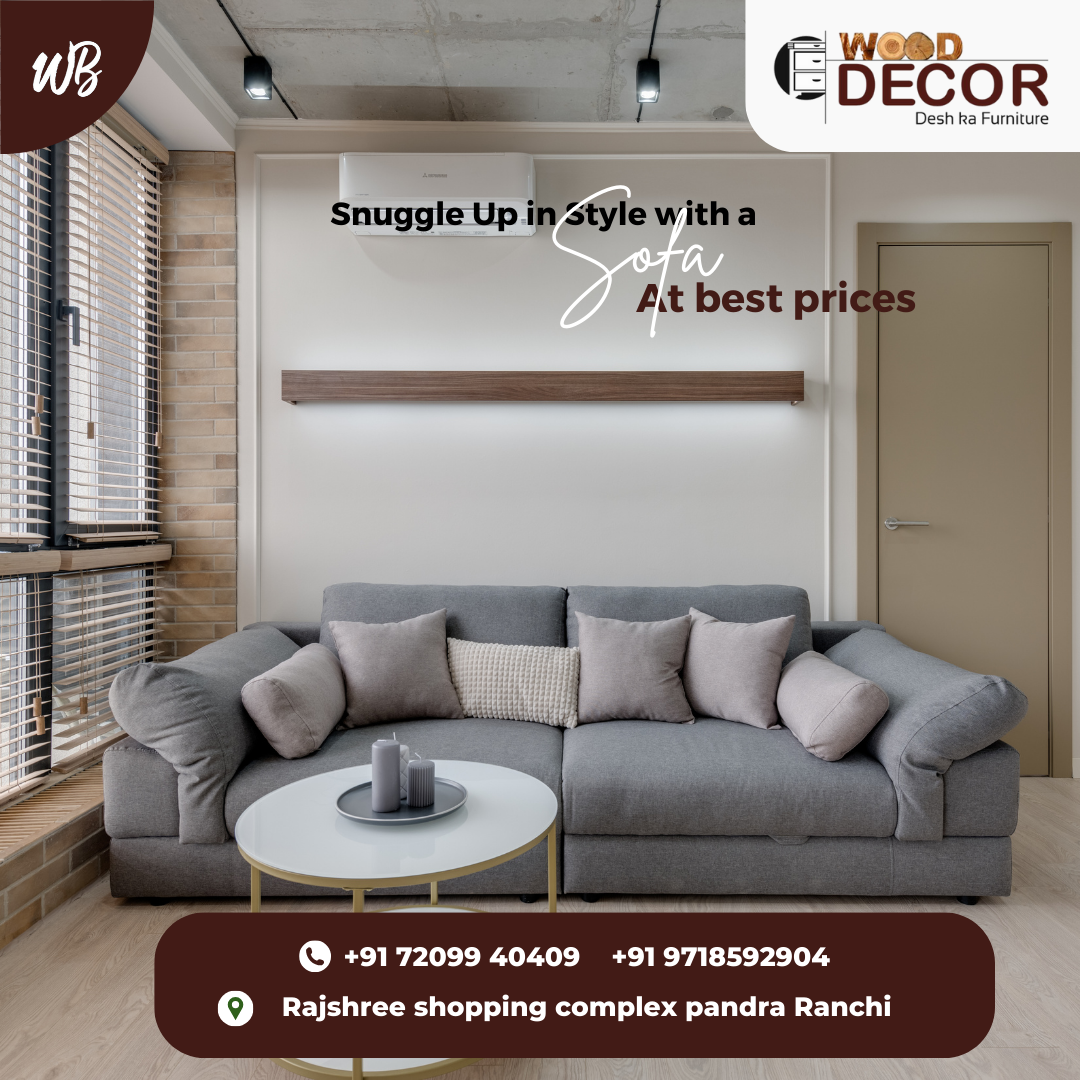 WB
WOOD
DECOR
Desh ka Furniture
Snuggle Up in Style with a
Sofa
At best prices
+91 72099 40409 +91 9718592904
Rajshree shopping complex pandra Ranchi